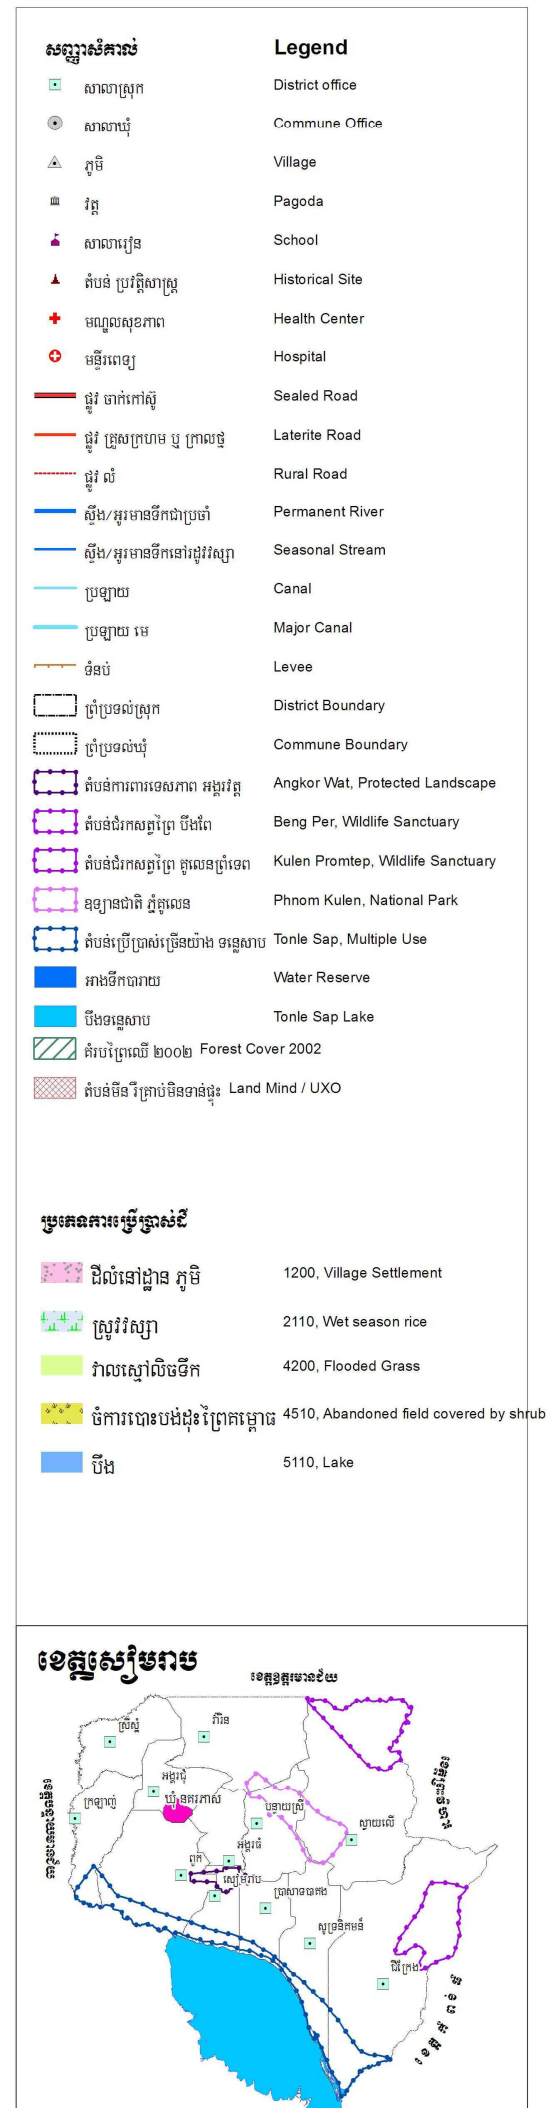 សញ្ញាសំគាល់ Legend
សាលាស្រុក District office
សាលាឃុំ Commune Office
ភូមិ Village
វត្ត Pagoda
សាលារៀន School
តំបន់ ប្រវត្តិសាស្ត្រ Historical Site
មណ្ឌលសុខភាព Health Center
មន្ទីរពេទ្យ Hospital
ផ្លូវ ចាក់កៅស៊ូ Sealed Road
ផ្លូវ គ្រួសក្រហម ឬ ក្រាលថ្ម Laterite Road
ផ្លូវ លំ Rural Road
ស្ទឹង/អូរមានទឹកជាប្រចាំ Permanent River
ស្ទឹង/អូរមានទឹកនៅរដូវវស្សា Seasonal Stream
ប្រឡាយ Canal
ប្រឡាយ មេ Major Canal
ទំនប់ Levee
ព្រំប្រទល់ស្រុក District Boundary
ព្រំប្រទល់ឃុំ Commune Boundary
តំបន់ការពារទេសភាព អង្គរវត្ត Angkor Wat, Protected Landscape
តំបន់ជំរកសត្វព្រៃ បឹងពែ Beng Per, Wildlife Sanctuary
តំបន់ជំរកសត្វព្រៃ គូលេនព្រំទេព Kulen Promtep, Wildlife Sanctuary
ឧទ្យានជាតិ ភ្នំគូលេន Phnom Kulen, National Park
តំបន់ប្រើប្រាស់ច្រើនយ៉ាង ទន្លេសាប Tonle Sap, Multiple Use
អាងទឹកបារាយ Water Reserve
បឹងទន្លេសាប Tonle Sap Lake
គំរបព្រៃឈើ ២០០២ Forest Cover 2002
តំបន់មីន រឺគ្រាប់មិនទាន់ផ្ទុះ Land Mind / UXO
ប្រភេទការប្រើប្រាស់ដី
ដីលំនៅដ្ឋាន ភូមិ 1200, Village Settlement
ស្រូវវស្សា 2110, Wet season rice
វាលស្មៅលិចទឹក 4200, Flooded Grass
ចំការបោះបង់ដុះព្រៃគម្ពោធ 4510, Abandoned field covered by shrub
បឹង 5110, Lake
ខេត្តសៀមរាប
ខេត្តឧត្តរមានជ័យ
ស្រីស្នំ
វ៉ារិន
អង្គរជុំ
ក្រឡាញ់
ឃុំ នគរភាស
បន្ទាយស្រី
ស្វាយលើ
អង្គរធំ
ពួក
សៀមរាប
ប្រាសាទបាគង
សូទ្រនិគមន៍
ជីក្រែង
ខេត្តកំពង់ធំ